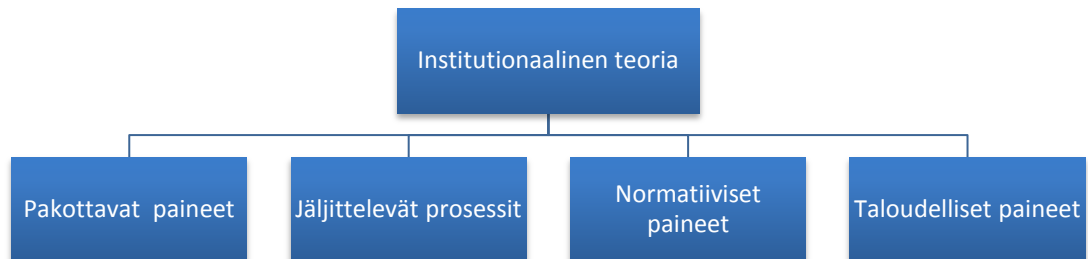 Institutionaalinen teoria
Pakottavat paineet
Jäljittelevät prosessit
Normatiiviset
paineet
Taloudelliset paineet